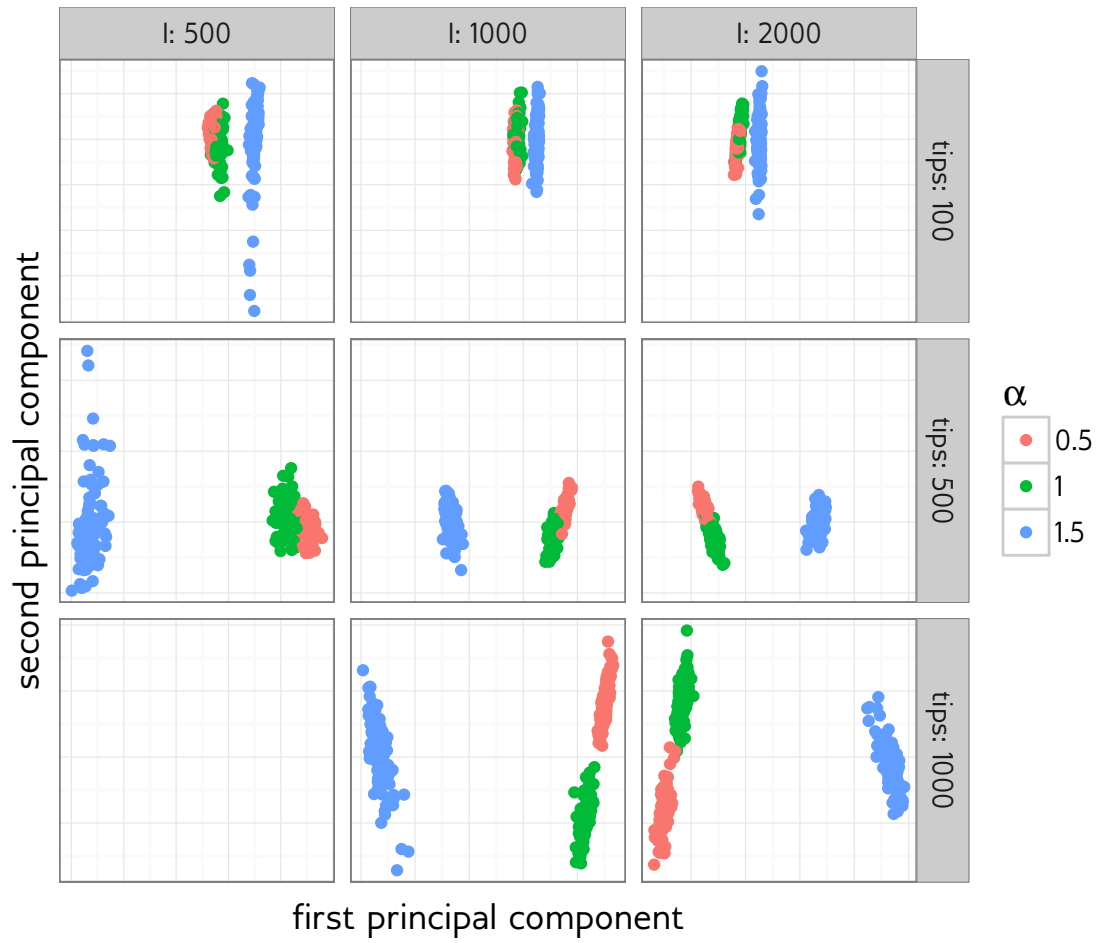 I: 500
I: 1000
I: 2000
tips: 100
tips: 500
tips: 1000
second principal component
first principal component
α
0.5
1
1.5